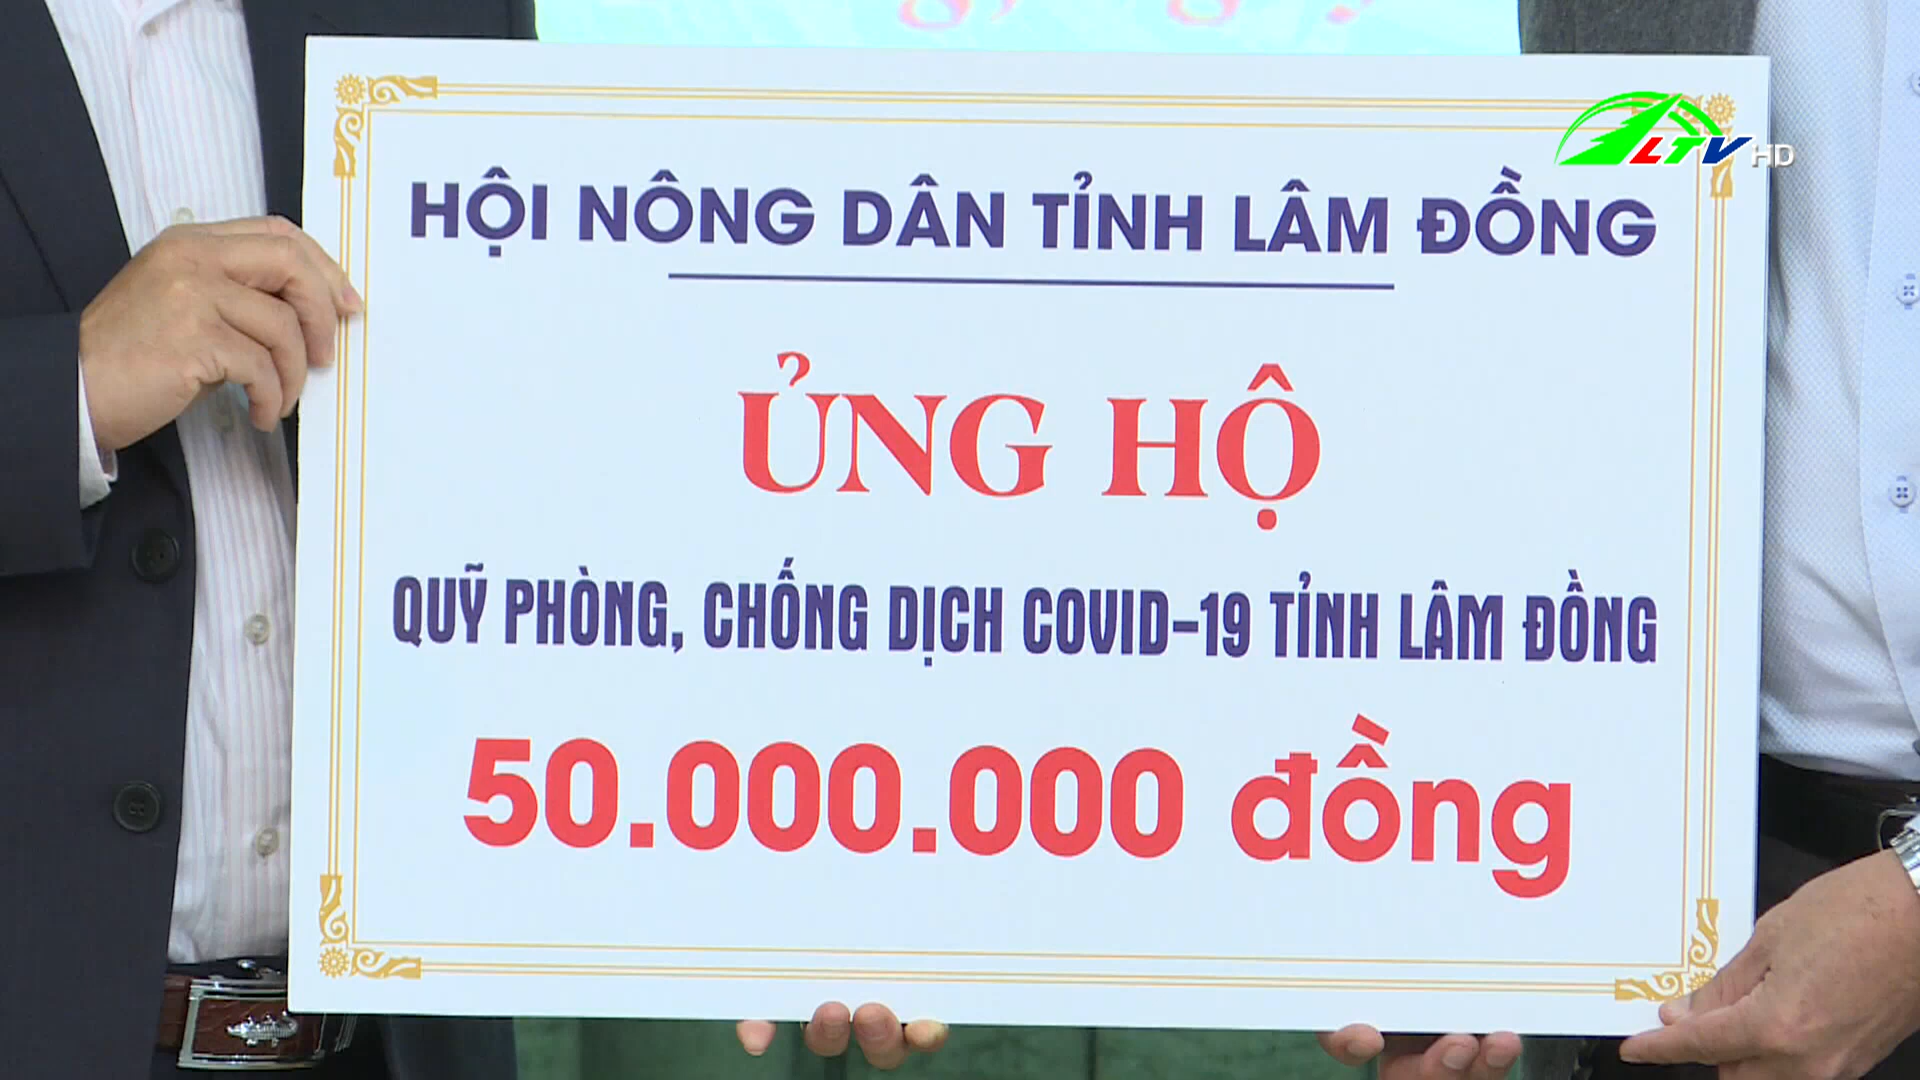 LTV HD
HỘI NÔNG DÂN TỈNH LÂM ĐỒNG
ỦNG HỘ
QUỸ PHÒNG, CHỐNG DỊCH COVID-19 TỈNH LÂM ĐỒNG
50.000.000 đồng